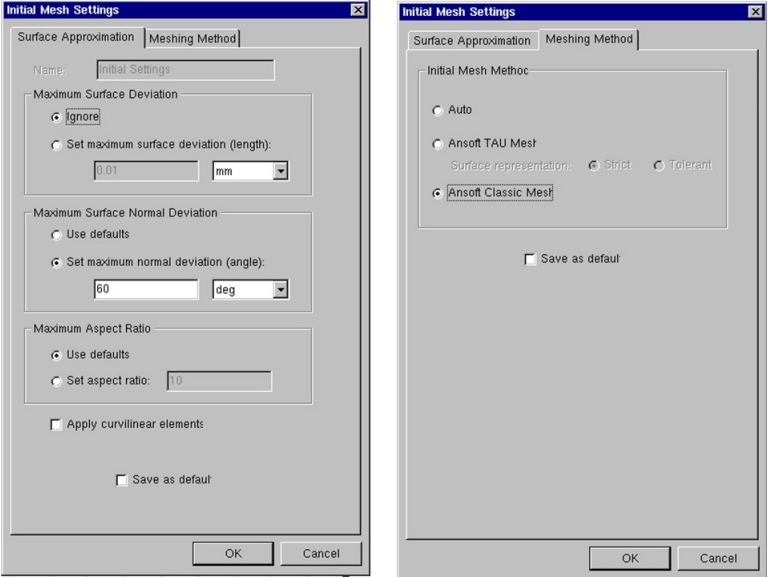 Initial Mesh Settings
Surface Approximation
Meshing Method
Name:
Initial Settings
Maximum Surface Deviation
Ignore
Set maximum surface deviation (length):
0.01
mm
Maximum Surface Normal Deviation
Use defaults
Set maximum normal deviation (angle):
60
deg
Maximum Aspect Ratio
Use defaults
Set aspect ratio:
10
Apply curvilinear elements
Save as defaul
OK
Cancel
Initial Mesh Settings
Surface Approximation
Meshing Method
Initial Mesh Methoc
Auto
Ansoft TAU Mesh
Surface representation:
Strict
Tolerant
Ansoft Classic Mesh
Save as defaul
OK
Cancel